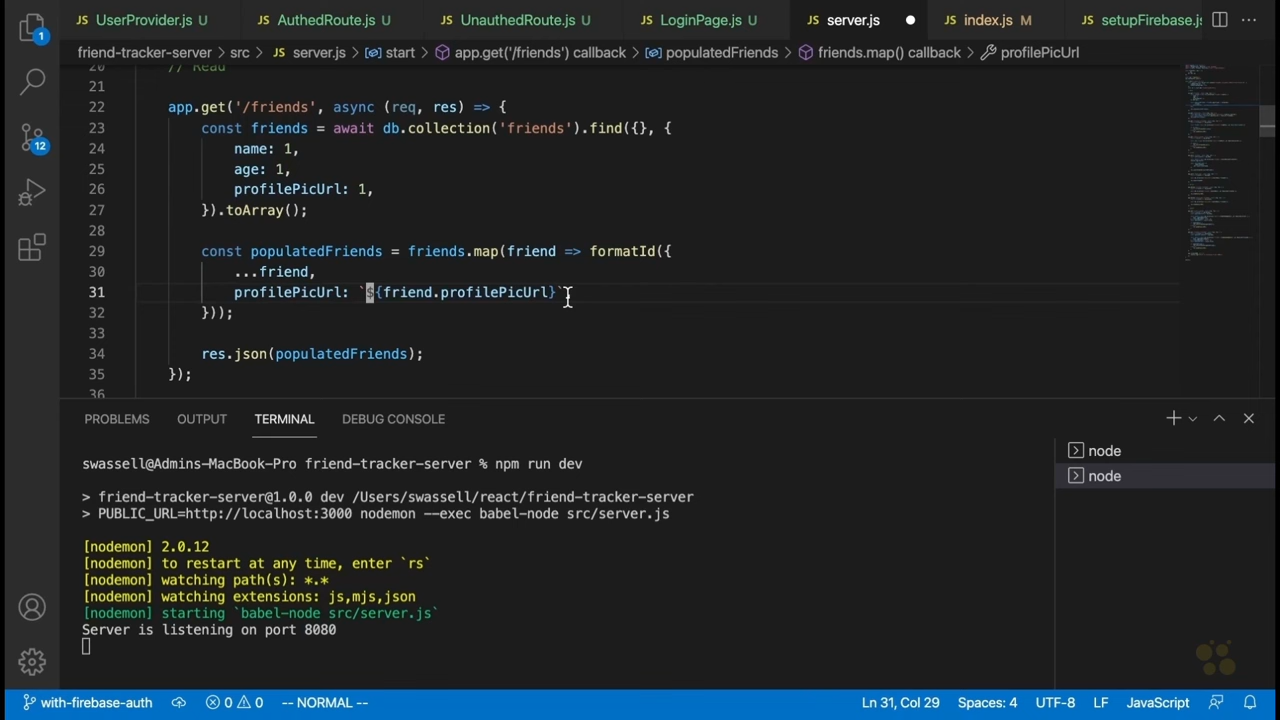 UserProvider.js U
AuthedRoute.js U
UnauthedRoute.js U
LoginPage.js U
server.js
index.js M
setupFirebase.js
friend-tracker-server > src > JS server.js > start > app.get('/friends') callback > populatedFriends > friends.map() callback > profilePicUrl
20 // Read
21
22 app.get('/friends', async (req, res) => {
23 const friends = await db.collection('friends').find({}, {
24 name: 1,
25 age: 1,
26 profilePicUrl: 1,
27 }).toArray();
28
29 const populatedFriends = friends.map(friend => formatId({
30 ...friend,
31 profilePicUrl: `${friend.profilePicUrl}`
32 }));
33
34 res.json(populatedFriends);
35 });
36
PROBLEMS OUTPUT TERMINAL DEBUG CONSOLE
swassell@Admins-MacBook-Pro friend-tracker-server % npm run dev
> friend-tracker-server@1.0.0 dev /Users/swassell/react/friend-tracker-server
> PUBLIC_URL=http://localhost:3000 nodemon --exec babel-node src/server.js
[nodemon] 2.0.12
[nodemon] to restart at any time, enter `rs`
[nodemon] watching path(s): *.*
[nodemon] watching extensions: js,mjs,json
[nodemon] starting `babel-node src/server.js`
Server is listening on port 8080
node
node
1
12
with-firebase-auth 0 0 -- NORMAL -- Ln 31, Col 29 Spaces: 4 UTF-8 LF JavaScript